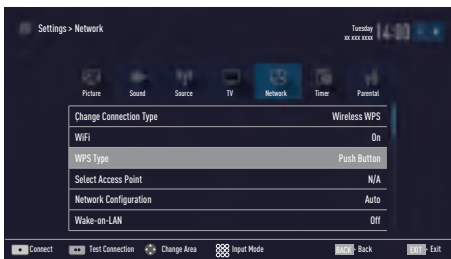 Settings > Network
Tuesday
xx xxx xxxx
14:00
Picture Sound Source TV Network Timer Parental
Change Connection Type Wireless WPS
WiFi On
WPS Type Push Button
Select Access Point N/A
Network Configuration Auto
Wake-on-LAN Off
Connect Test Connection Change Area Input Mode BACK - Back EXIT - Exit